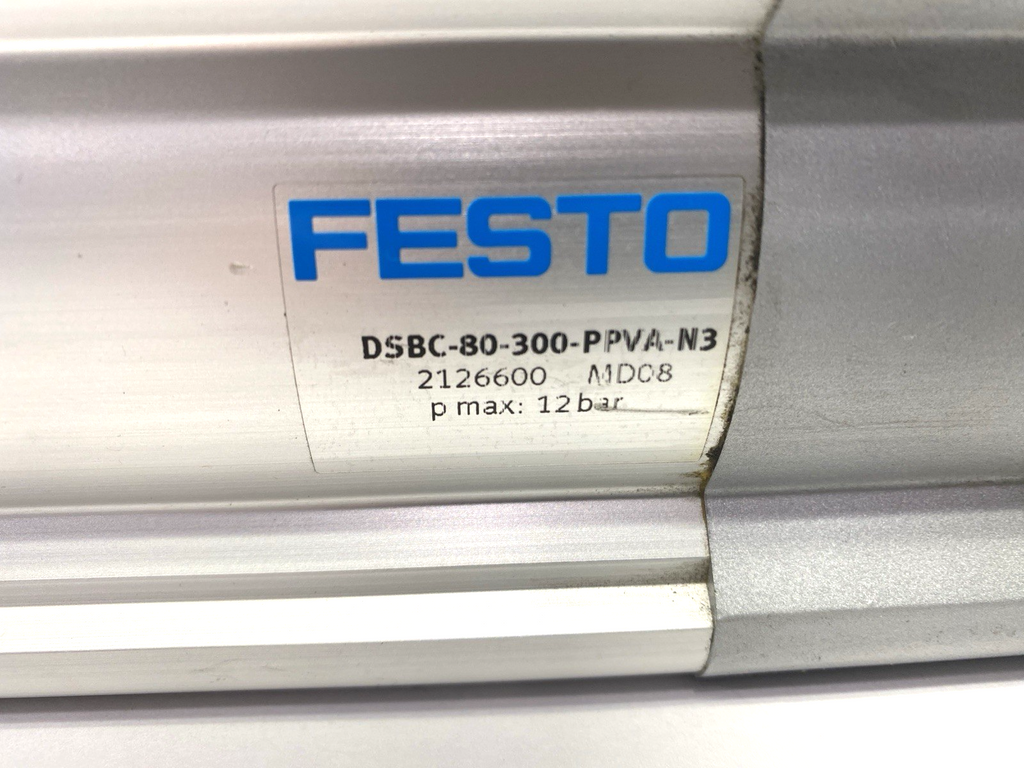 FESTO
DSBC-80-300-PPVA-N3
2126600 MD08
p max: 12 bar